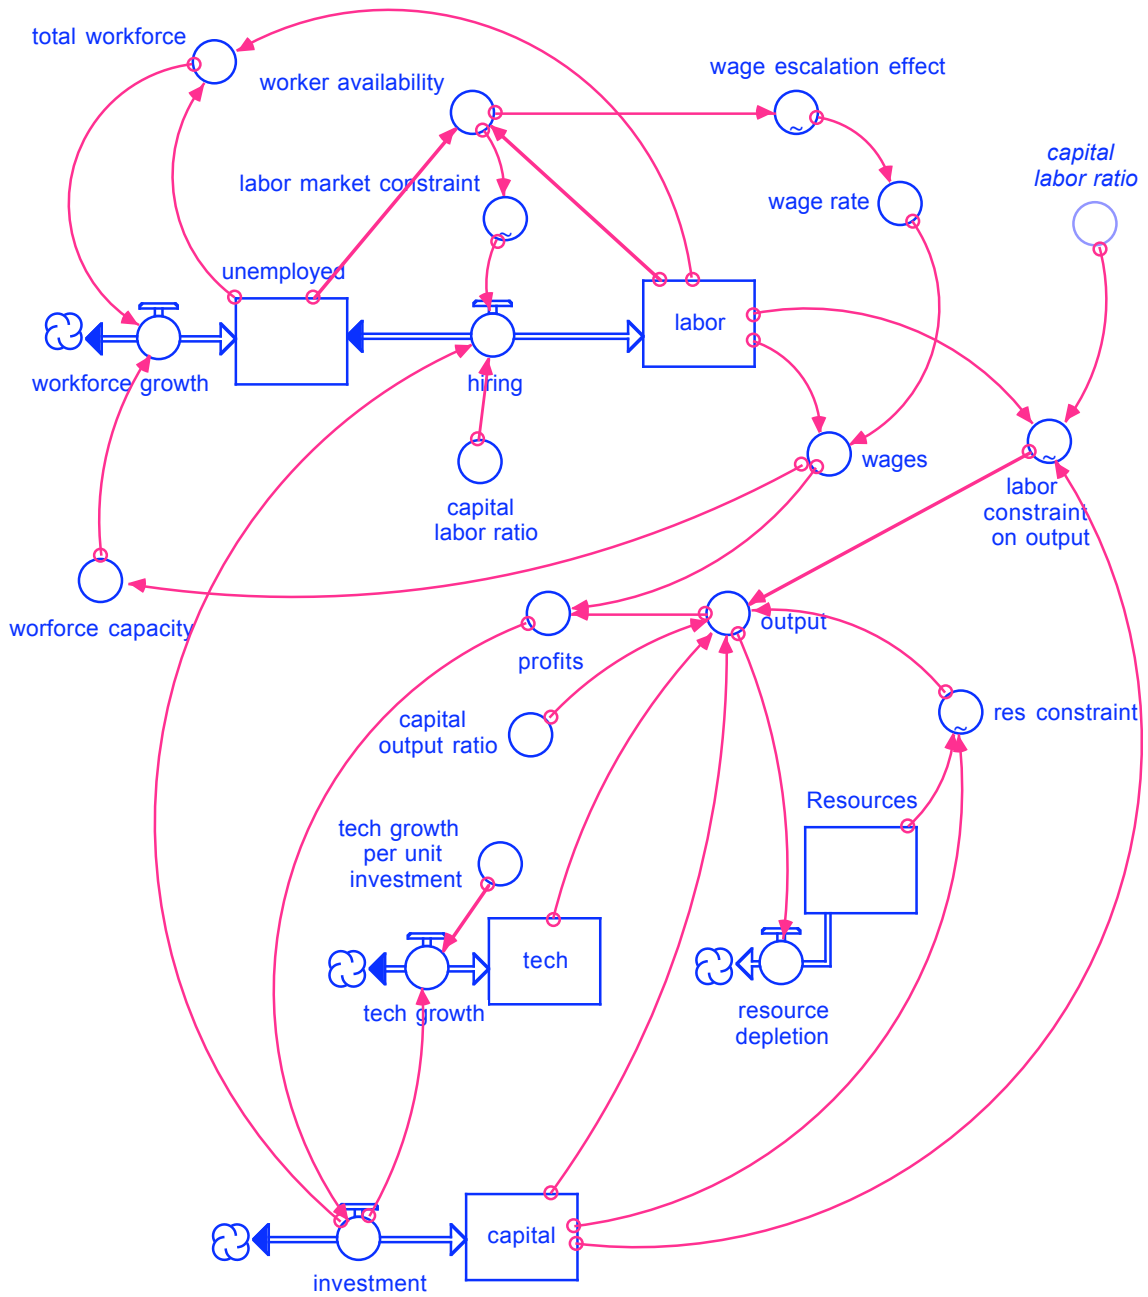 total workforce
worker availability
wage escalation effect
capital
labor ratio
labor market constraint
wage rate
unemployed
labor
workforce growth
hiring
wages
capital
labor ratio
labor
constraint
on output
worforce capacity
output
profits
capital
output ratio
res constraint
Resources
tech growth
per unit
investment
tech
tech growth
resource
depletion
capital
investment